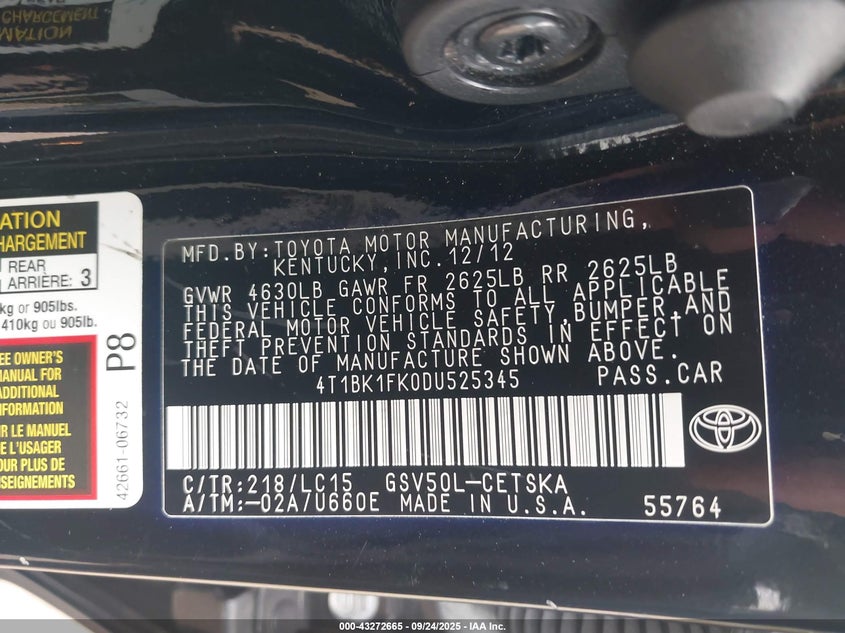 CHARGEMENT
MATION
ATION
HARGEMENT
REAR
ARRIÈRE: 3
kg or 905lbs.
410kg ou 905lb.
P8
EE OWNER'S
MANUAL FOR
ADDITIONAL
INFORMATION
IR LE MANUEL
L'USAGER
OUR PLUS DE
SEIGNEMENTS
42661-06732
MFD.BY:TOYOTA MOTOR MANUFACTURING,
KENTUCKY,INC.12/12
GVWR 4630LB GAWR FR 2625LB RR 2625LB
THIS VEHICLE CONFORMS TO ALL APPLICABLE
FEDERAL MOTOR VEHICLE SAFETY,BUMPER,AND
THEFT PREVENTION STANDARDS IN EFFECT ON
THE DATE OF MANUFACTURE SHOWN ABOVE.
4T1BK1FK0DU525345 PASS.CAR
C/TR:218/LC15 GSV50L-CETSKA
A/TM:-02A/U660E MADE IN U.S.A. 55764
000-43272665 - 09/24/2025 - IAA Inc.